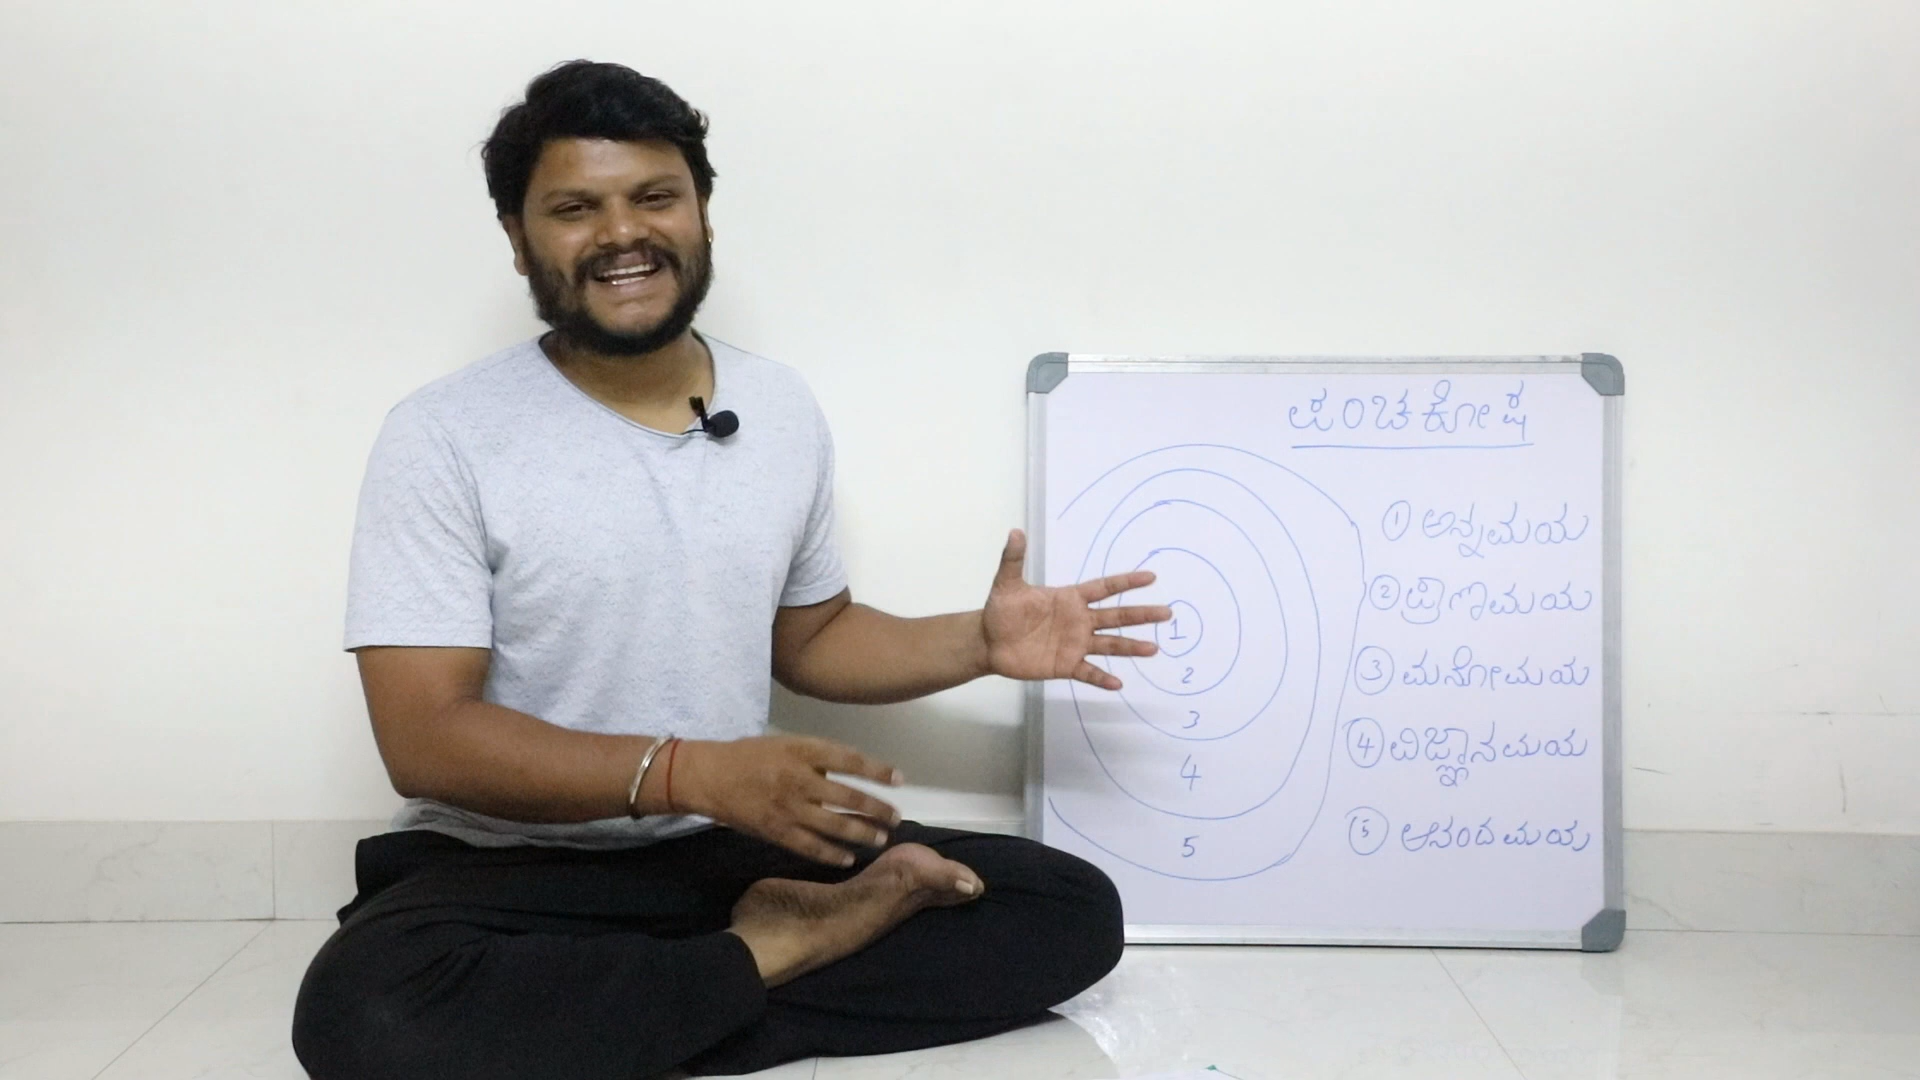 ಪಂಚಕೋಷ
① ಅನ್ನಮಯ
② ಪ್ರಾಣಮಯ
③ ಮನೋಮಯ
④ ವಿಜ್ಞಾನಮಯ
⑤ ಆನಂದಮಯ
1
2
3
4
5